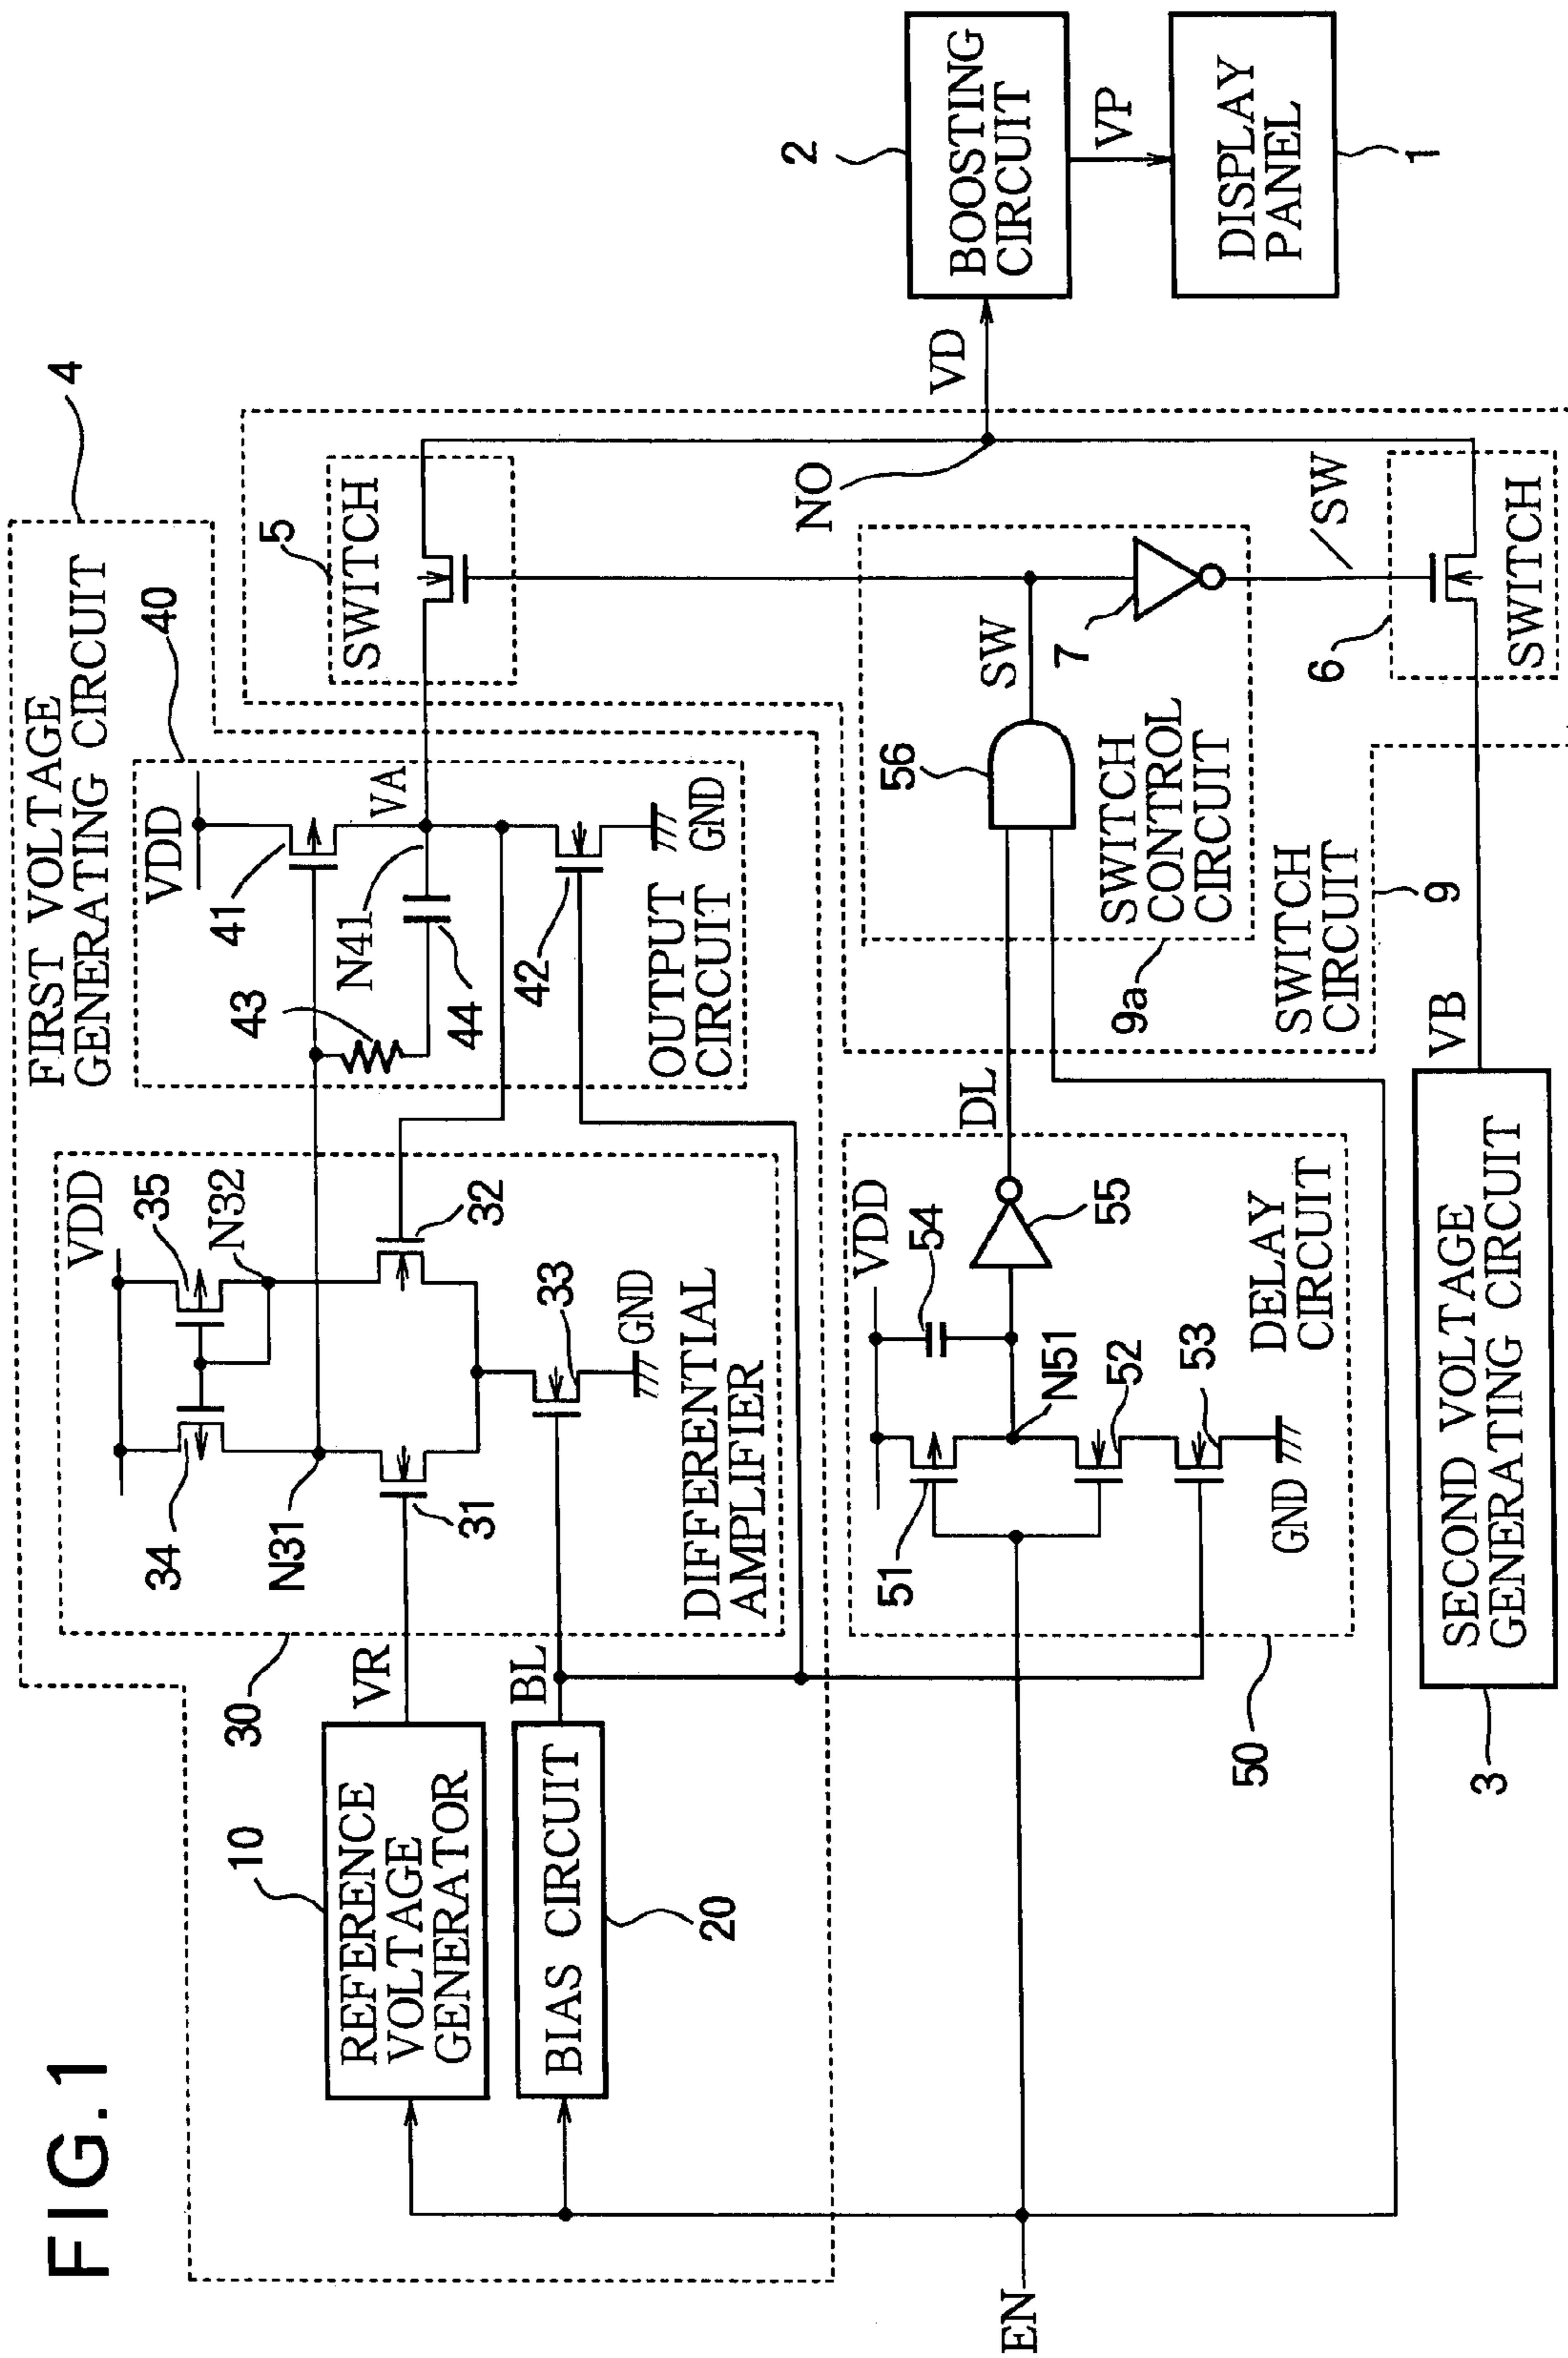 FIG.1
FIRST VOLTAGE
GENERATING CIRCUIT
4
10
REFERENCE
VOLTAGE
GENERATOR
VR
BIAS CIRCUIT
20
BL
30
VDD
34
35
N31
N32
31
32
33
GND
DIFFERENTIAL
AMPLIFIER
40
VDD
41
43
N41
VA
44
42
GND
OUTPUT
CIRCUIT
5
SWITCH
NO
VD
2
BOOSTING
CIRCUIT
VP
DISPLAY
PANEL
1
EN
50
VDD
51
54
N51
52
53
55
GND
DELAY
CIRCUIT
DL
56
SW
7
/SW
SWITCH
CONTROL
CIRCUIT
9a
SWITCH
CIRCUIT
9
6
SWITCH
VB
SECOND VOLTAGE
GENERATING CIRCUIT
3